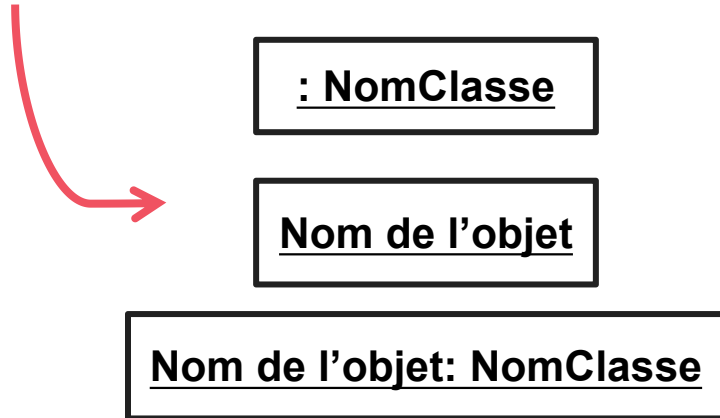 : NomClasse
Nom de l’objet
Nom de l’objet: NomClasse